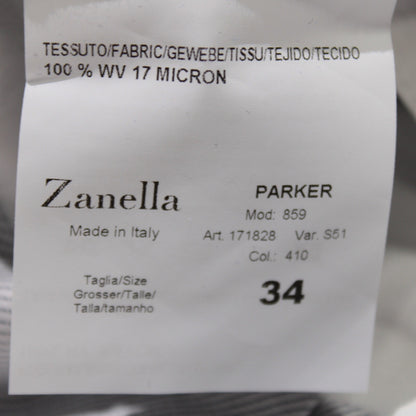 TESSUTO/FABRIC/GEWEBE/TISSU/TEJIDO/TECIDO
100 % WV 17 MICRON
Zanella
Made in Italy
PARKER
Mod: 859
Art. 171828 Var. S51
Col.: 410
Taglia/Size
Grosser/Talle/
Talla/tamanho
34